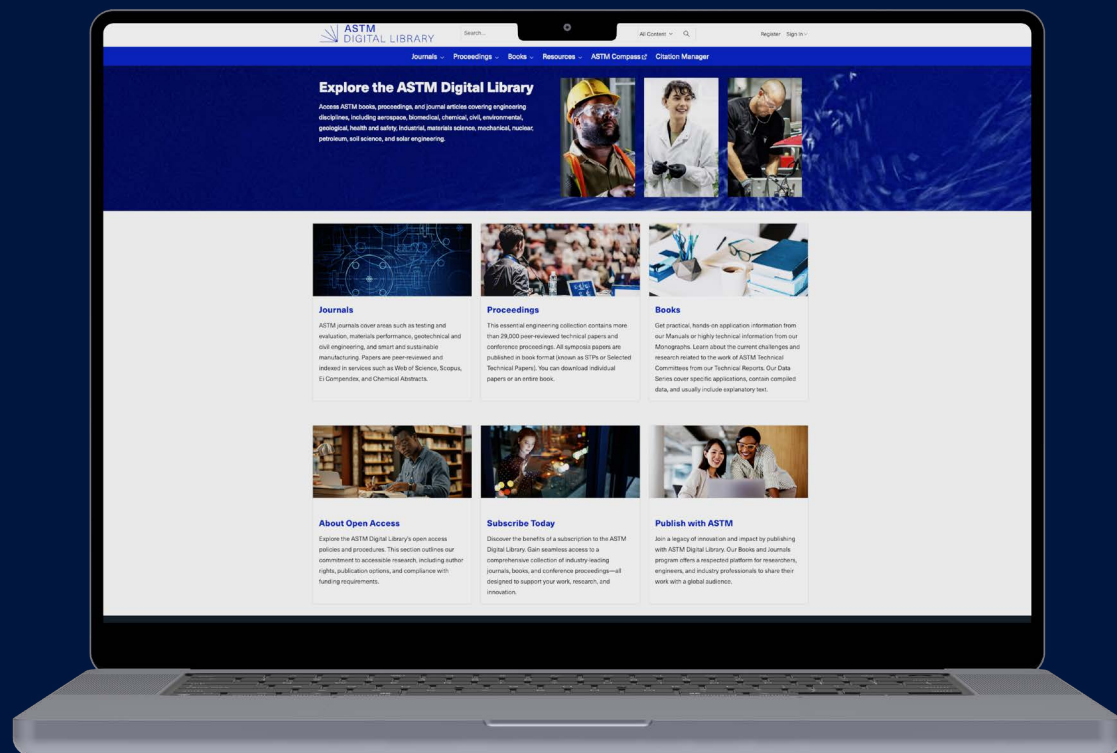 ASTM
DIGITAL LIBRARY
Search...
All Content
Register Sign In
Journals Proceedings Books Resources ASTM Compass Citation Manager
Explore the ASTM Digital Library
Access ASTM books, proceedings, and journal articles covering engineering
disciplines, including aerospace, biomedical, chemical, civil, environmental,
geological, health and safety, industrial, materials science, mechanical, nuclear,
petroleum, soil science, and solar engineering.
Journals
ASTM journals cover areas such as testing and
evaluation, materials performance, geotechnical and
civil engineering, and smart and sustainable
manufacturing. Papers are peer-reviewed and
indexed in services such as Web of Science, Scopus,
Ei Compendex, and Chemical Abstracts.
Proceedings
This essential engineering collection contains more
than 29,000 peer-reviewed technical papers and
conference proceedings. All symposia papers are
published in book format (known as STPs or Selected
Technical Papers). You can download individual
papers or an entire book.
Books
Get practical, hands-on application information from
our Manuals or highly technical information from our
Monographs. Learn about the current challenges and
research related to the work of ASTM Technical
Committees from our Technical Reports. Our Data
Series cover specific applications, contain compiled
data, and usually include explanatory text.
About Open Access
Explore the ASTM Digital Library's open access
policies and procedures. This section outlines our
commitment to accessible research, including author
rights, publication options, and compliance with
funding requirements.
Subscribe Today
Discover the benefits of a subscription to the ASTM
Digital Library. Gain seamless access to a
comprehensive collection of industry-leading
journals, books, and conference proceedings—all
designed to support your work, research, and
innovation.
Publish with ASTM
Join a legacy of innovation and impact by publishing
with ASTM Digital Library. Our Books and Journals
program offers a respected platform for researchers,
engineers, and industry professionals to share their
work with a global audience.